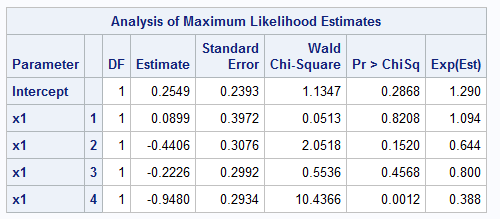 Analysis of Maximum Likelihood Estimates
Parameter DF Estimate Standard Error Wald Chi-Square Pr > ChiSq Exp(Est)
Intercept 1 0.2549 0.2393 1.1347 0.2868 1.290
x1 1 1 0.0899 0.3972 0.0513 0.8208 1.094
x1 2 1 -0.4406 0.3076 2.0518 0.1520 0.644
x1 3 1 -0.2226 0.2992 0.5536 0.4568 0.800
x1 4 1 -0.9480 0.2934 10.4366 0.0012 0.388